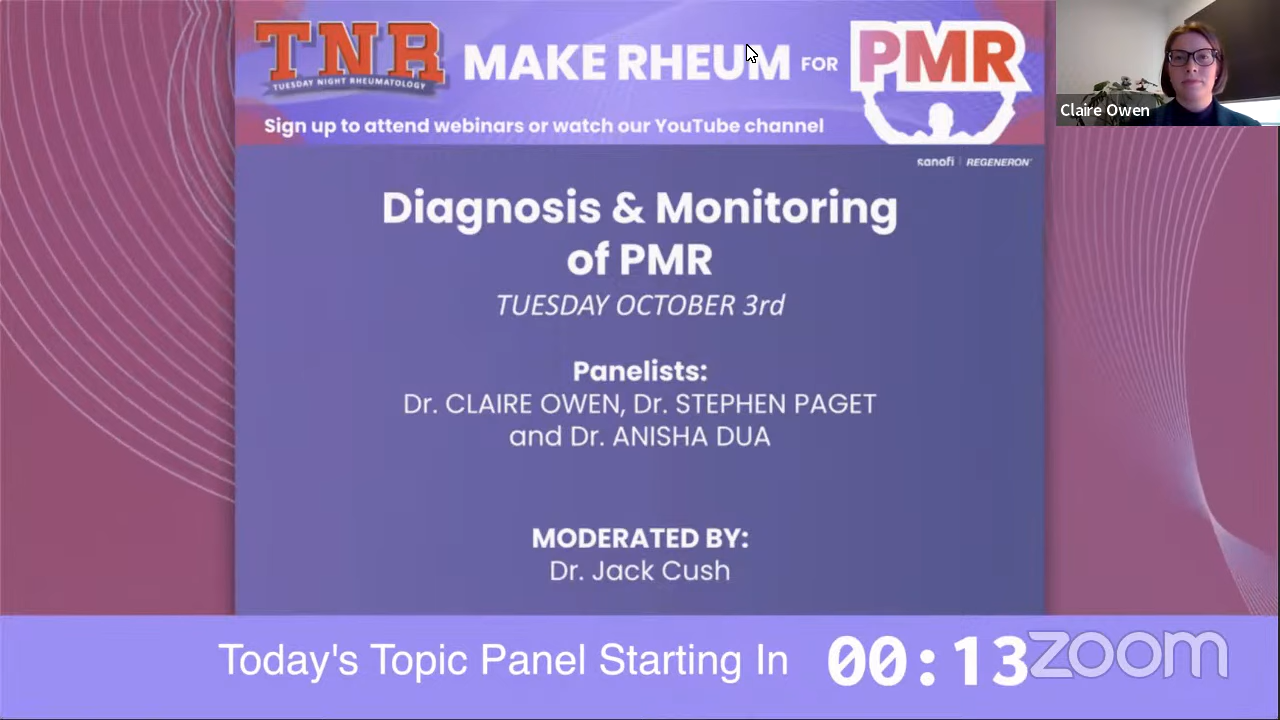 TNR
TUESDAY NIGHT RHEUMATOLOGY
MAKE RHEUM FOR
PMR
Sign up to attend webinars or watch our YouTube channel
Claire Owen
sanofi | REGENERON
Diagnosis & Monitoring
of PMR
TUESDAY OCTOBER 3rd
Panelists:
Dr. CLAIRE OWEN, Dr. STEPHEN PAGET
and Dr. ANISHA DUA
MODERATED BY:
Dr. Jack Cush
Today's Topic Panel Starting In 00:13
zoom